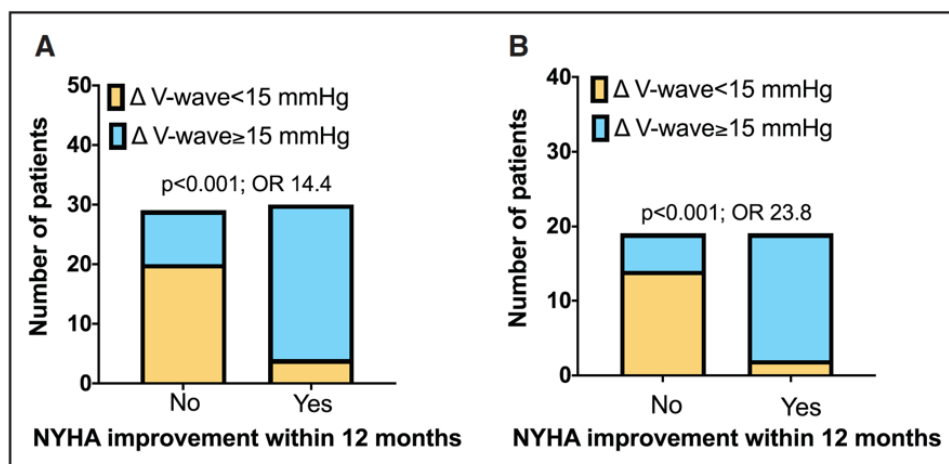 A
Number of patients
50
40
30
20
10
0
Δ V-wave<15 mmHg
Δ V-wave≥15 mmHg
p<0.001; OR 14.4
No Yes
NYHA improvement within 12 months
B
Number of patients
40
30
20
10
0
Δ V-wave<15 mmHg
Δ V-wave≥15 mmHg
p<0.001; OR 23.8
No Yes
NYHA improvement within 12 months